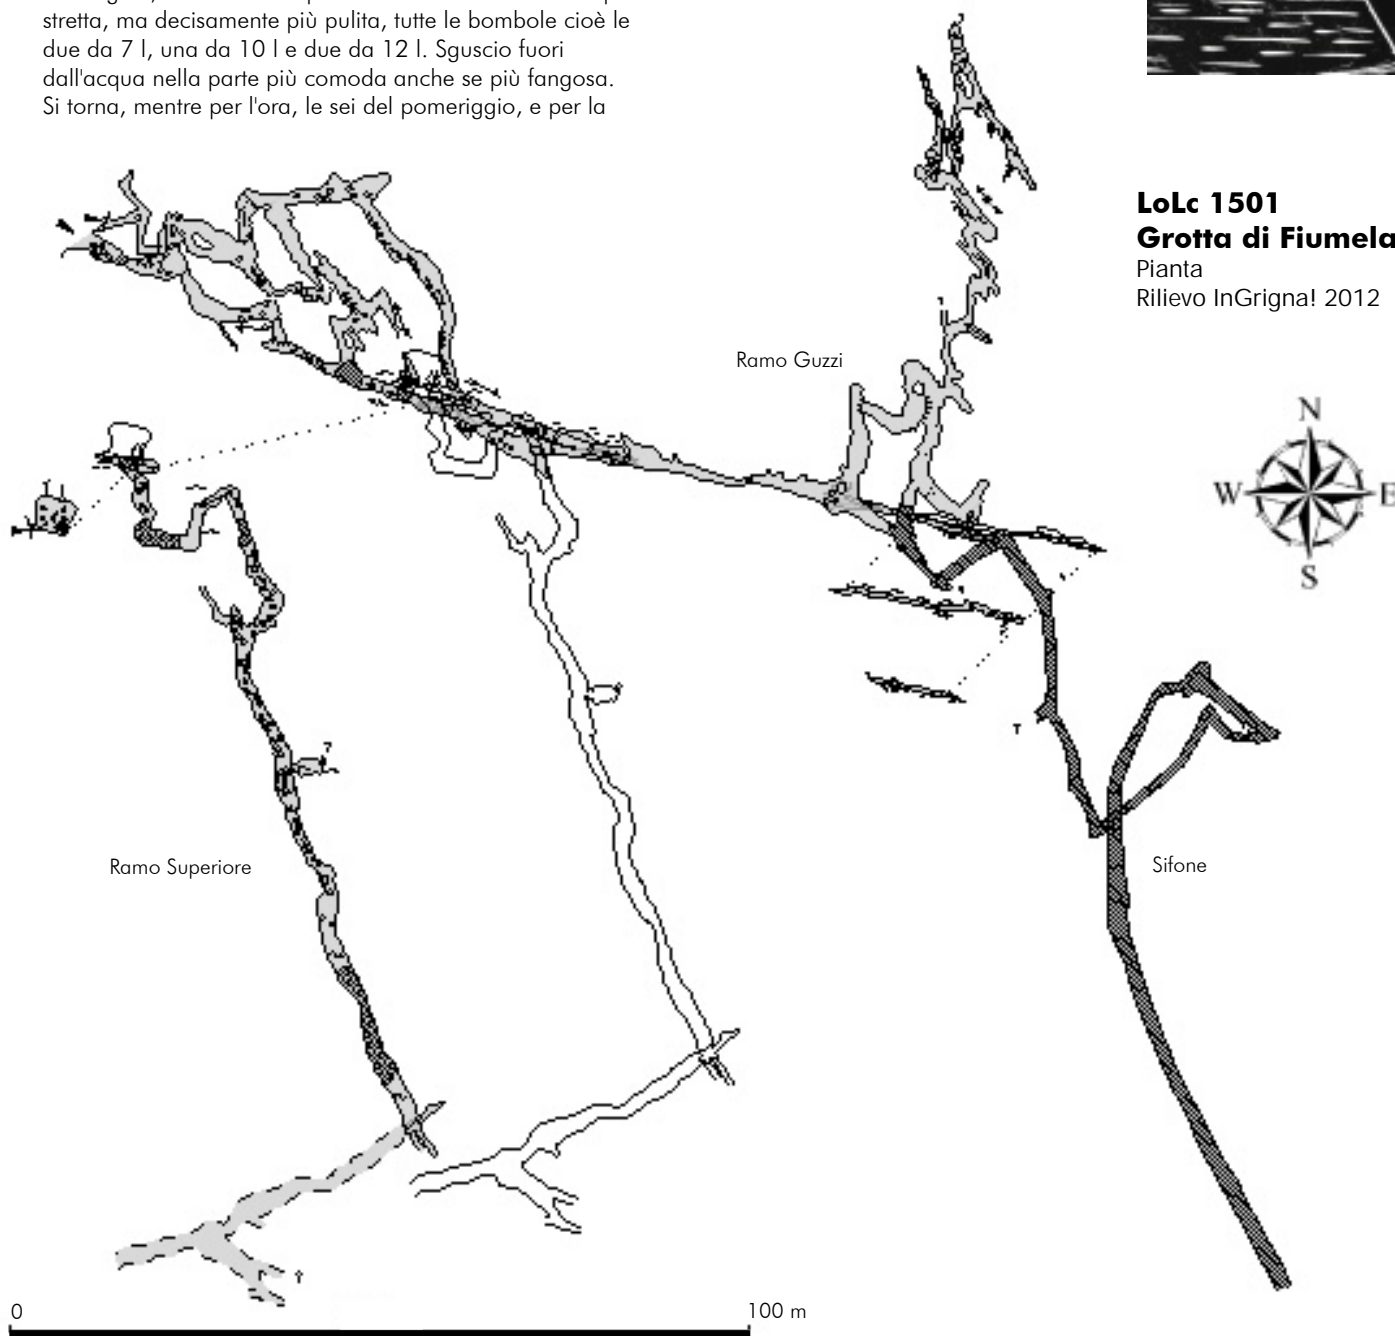 stretta, ma decisamente più pulita, tutte le bombole cioè le
due da 7 l, una da 10 l e due da 12 l. Sguscio fuori
dall'acqua nella parte più comoda anche se più fangosa.
Si torna, mentre per l'ora, le sei del pomeriggio, e per la
LoLc 1501
Grotta di Fiumela
Pianta
Rilievo InGrigna! 2012
Ramo Guzzi
N
W
E
S
Ramo Superiore
Sifone
0
100 m